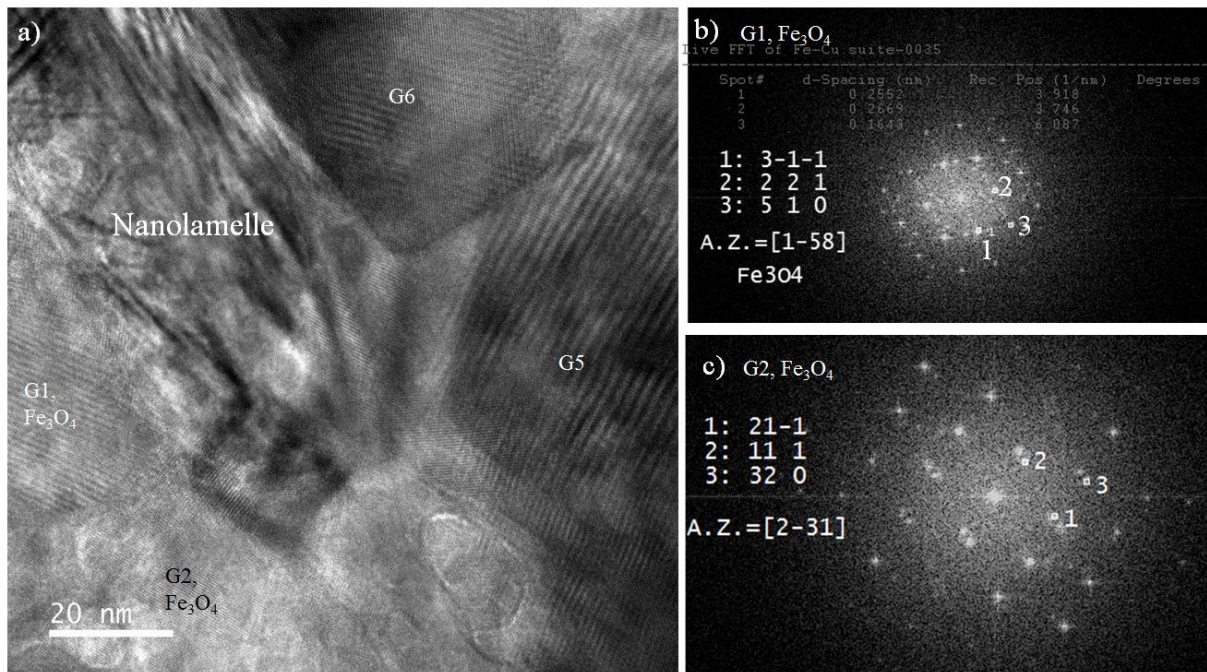 a)
G6
Nanolamelle
G5
G1,
Fe₃O₄
G2,
Fe₃O₄
20 nm
b) G1, Fe₃O₄
Live FFT of Fe-Cu suite-0035
Spot# d-Spacing (nm) Rec. Pos (1/nm) Degrees
1 0.2552 3.918
2 0.2669 3.746
3 0.1643 6.087
1: 3-1-1
2: 2 2 1
3: 5 1 0
A.Z.=[1-58]
Fe3O4
2
3
1
1
c) G2, Fe₃O₄
1: 21-1
2: 11 1
3: 32 0
A.Z.=[2-31]
2
3
1